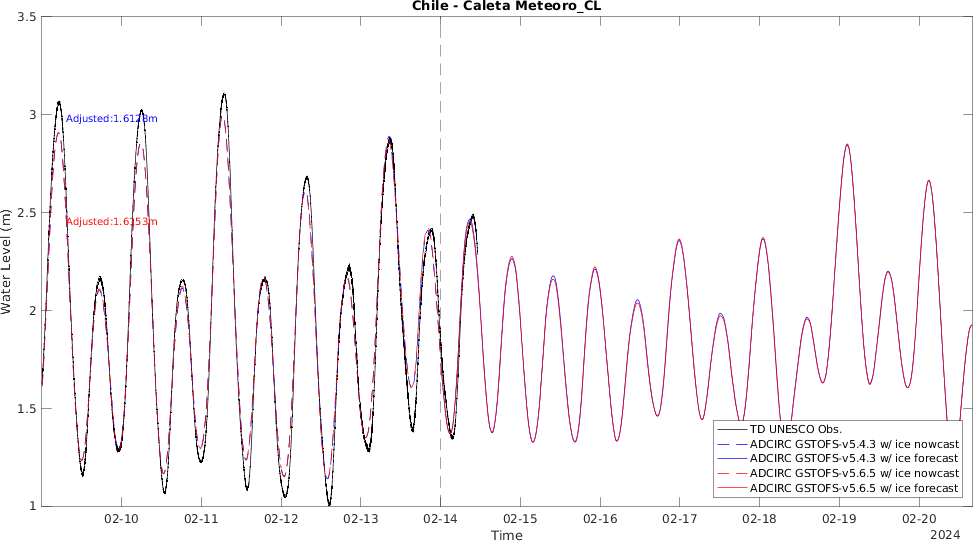 Chile - Caleta Meteoro_CL
3.5
3
2.5
2
1.5
1
Water Level (m)
Adjusted:1.6128m
Adjusted:1.6153m
TD UNESCO Obs.
ADCIRC GSTOFS-v5.4.3 w/ ice nowcast
ADCIRC GSTOFS-v5.4.3 w/ ice forecast
ADCIRC GSTOFS-v5.6.5 w/ ice nowcast
ADCIRC GSTOFS-v5.6.5 w/ ice forecast
02-10 02-11 02-12 02-13 02-14 02-15 02-16 02-17 02-18 02-19 02-20
Time
2024